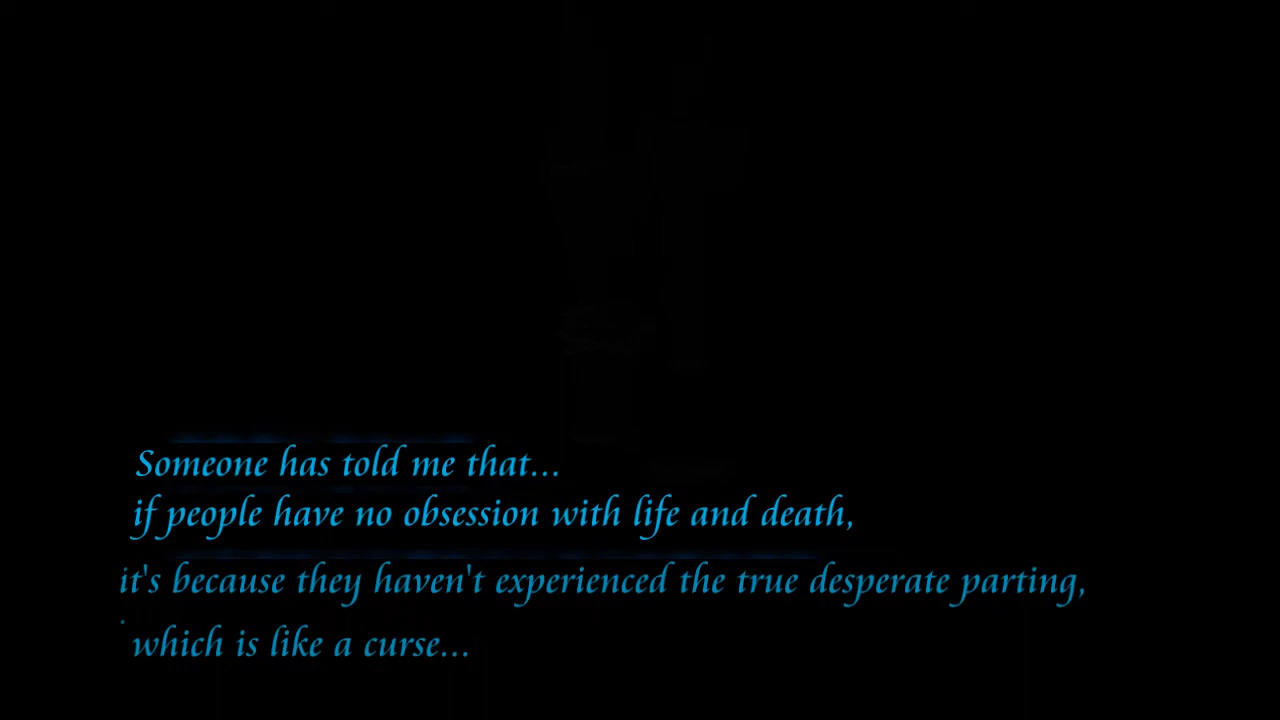 Someone has told me that...
if people have no obsession with life and death,
it's because they haven't experienced the true desperate parting,
which is like a curse...